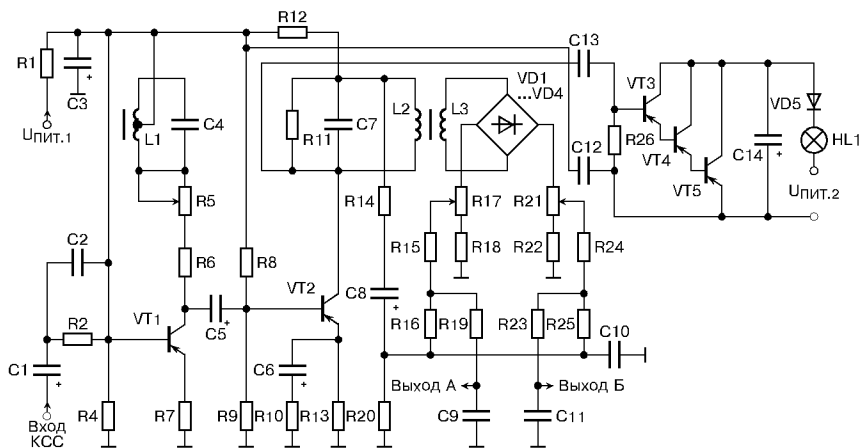 R12
C13
R1
C3
VT3
VD1
...VD4
VD5
L1
C4
L2
L3
R11
C7
R26
C12
C14
HL1
VT4
VT5
Uпит.1
Uпит.2
R5
R14
R17
R21
C2
R6
R8
R15
R18
R22
R24
VT2
C8
VT1
C5
R2
R16
R19
R23
R25
C10
C1
C6
Выход А
Выход Б
R4
R7
R9
R10
R13
R20
C9
C11
Вход
КСС